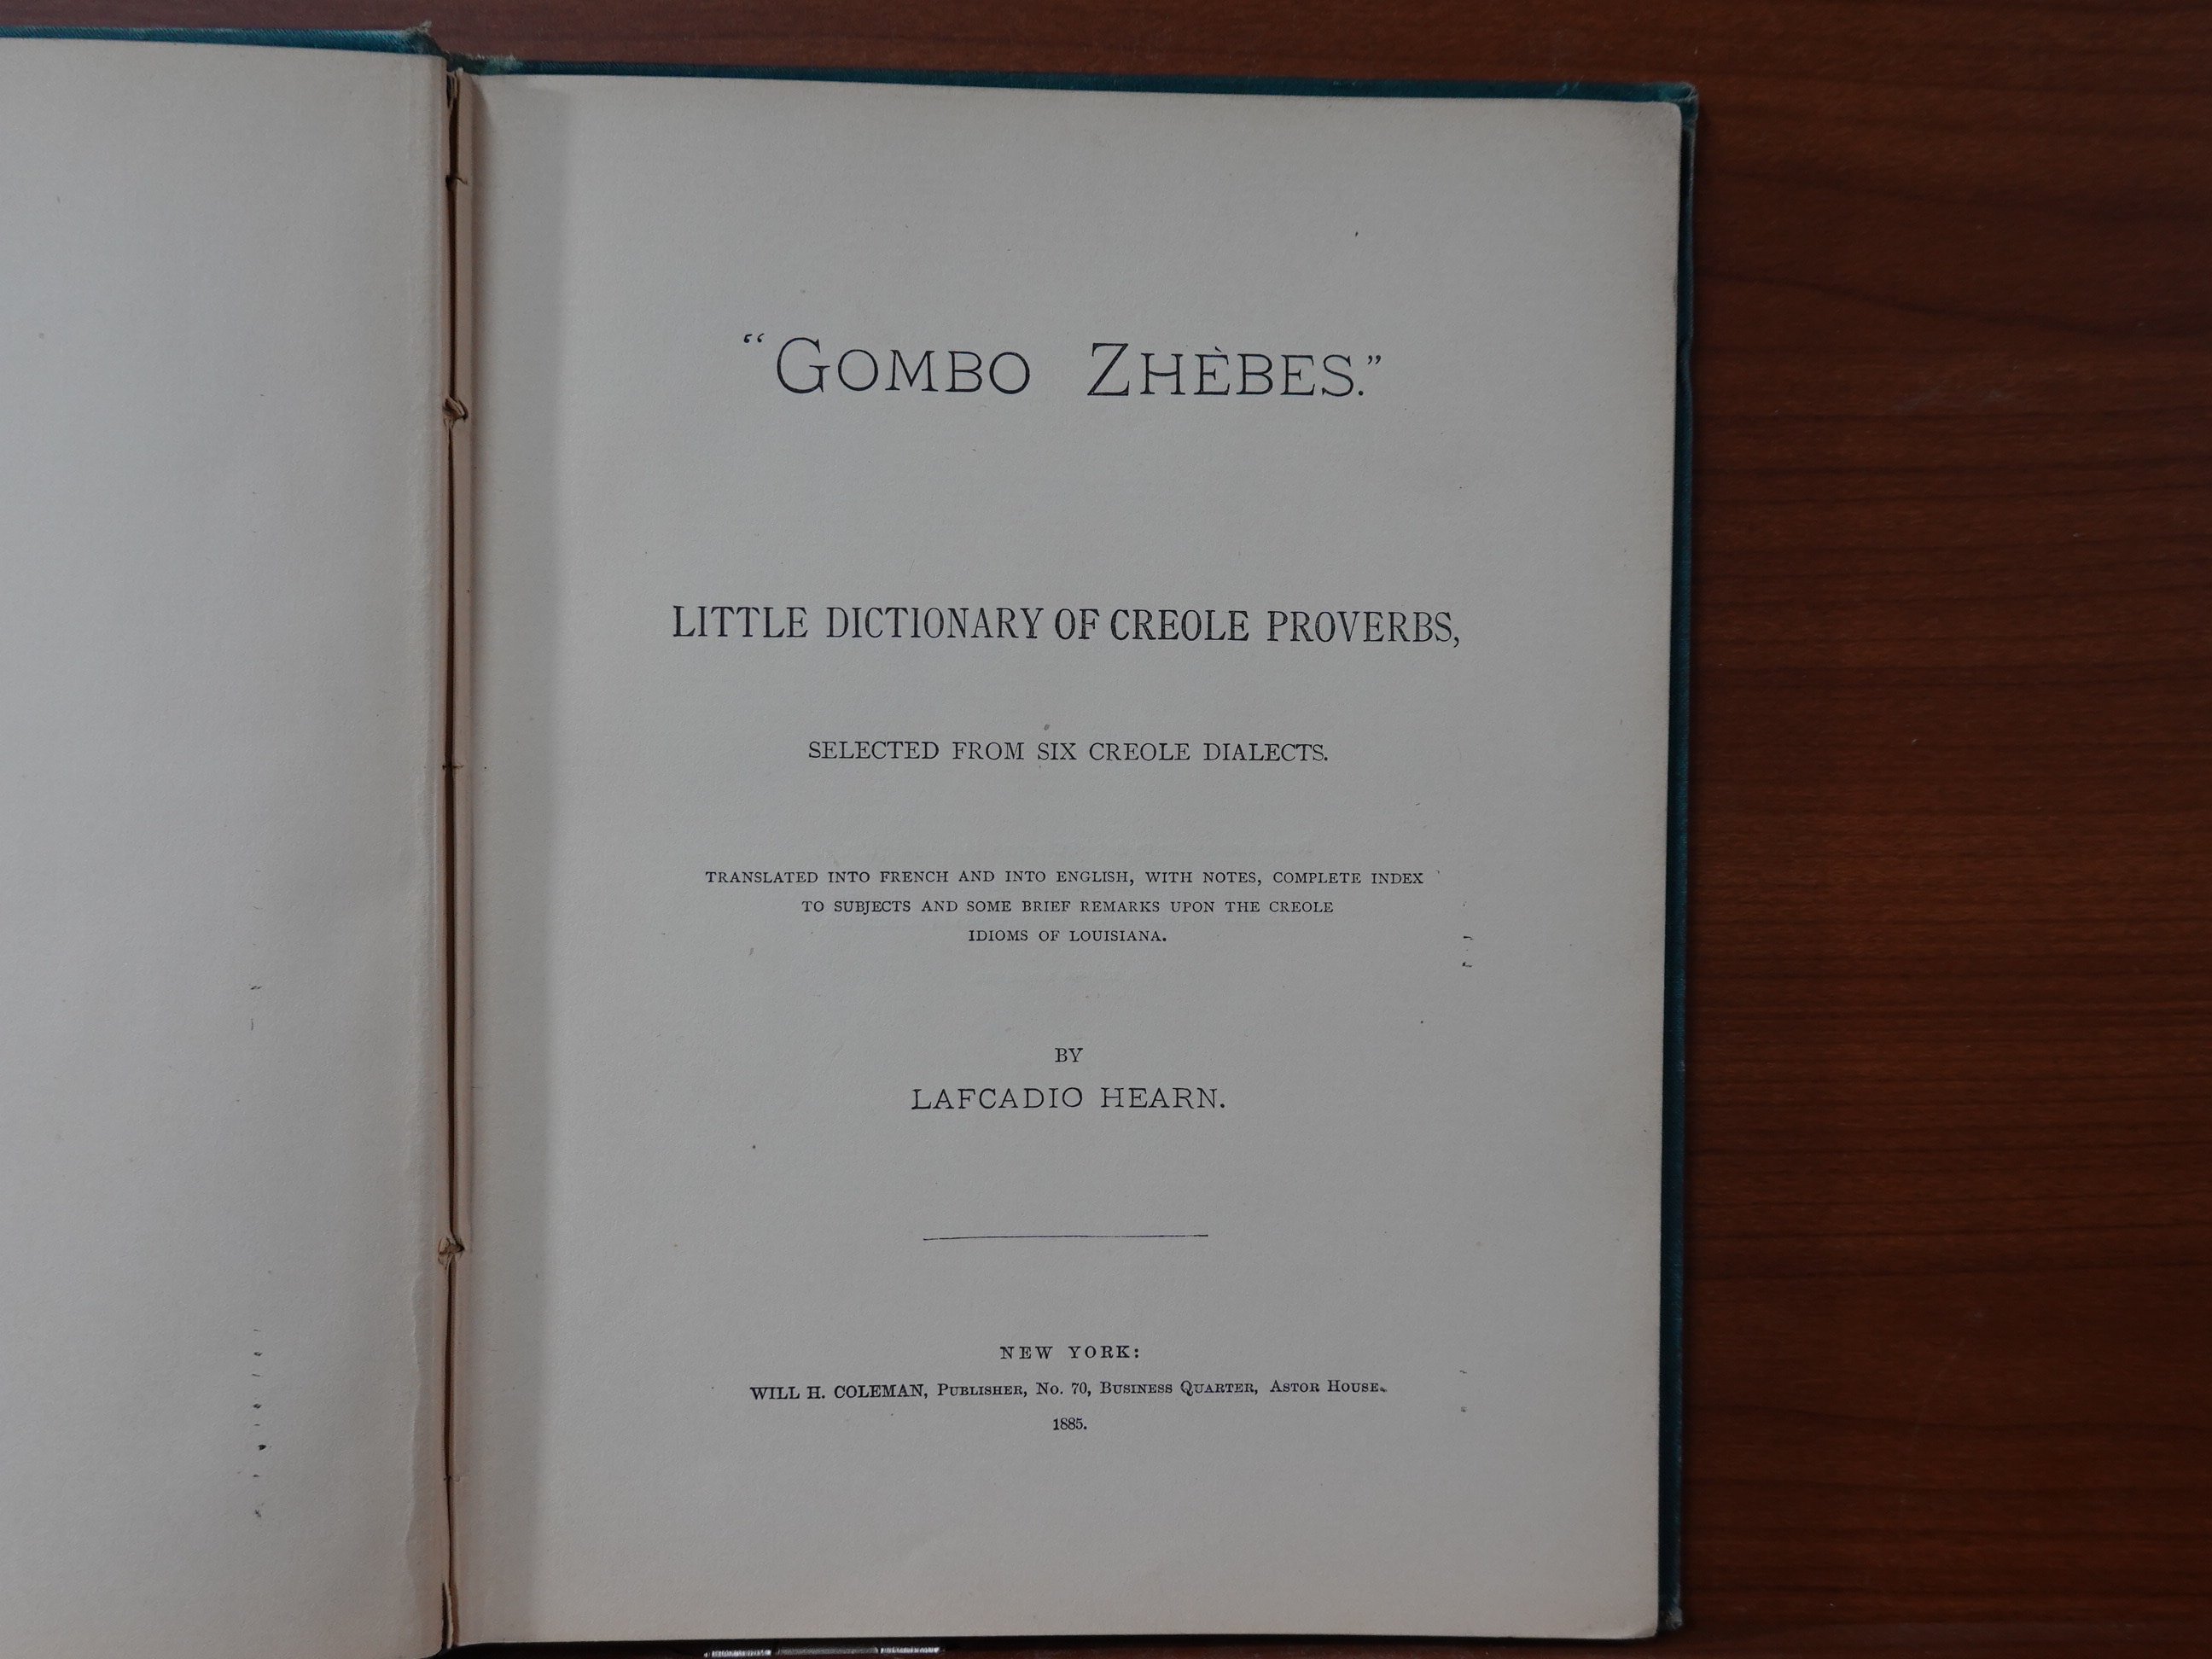 “GOMBO ZHÈBES.”
LITTLE DICTIONARY OF CREOLE PROVERBS,
SELECTED FROM SIX CREOLE DIALECTS.
TRANSLATED INTO FRENCH AND INTO ENGLISH, WITH NOTES, COMPLETE INDEX
TO SUBJECTS AND SOME BRIEF REMARKS UPON THE CREOLE
IDIOMS OF LOUISIANA.
BY
LAFCADIO HEARN.
NEW YORK:
WILL H. COLEMAN, PUBLISHER, No. 70, BUSINESS QUARTER, ASTOR HOUSE.
1885.